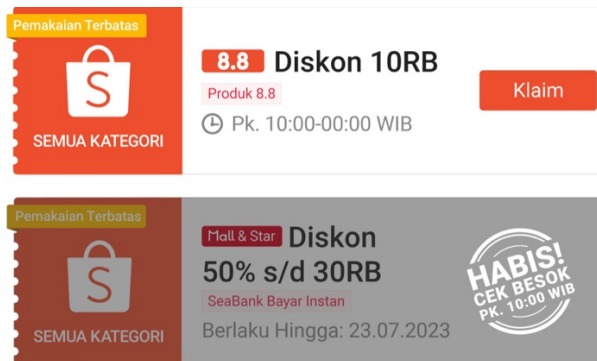 Pemakaian Terbatas
S
SEMUA KATEGORI
8.8 Diskon 10RB
Produk 8.8
Pk. 10:00-00:00 WIB
Klaim
Pemakaian Terbatas
S
SEMUA KATEGORI
Mall & Star Diskon
50% s/d 30RB
SeaBank Bayar Instan
Berlaku Hingga: 23.07.2023
HABIS!
CEK BESOK
PK. 10:00 WIB